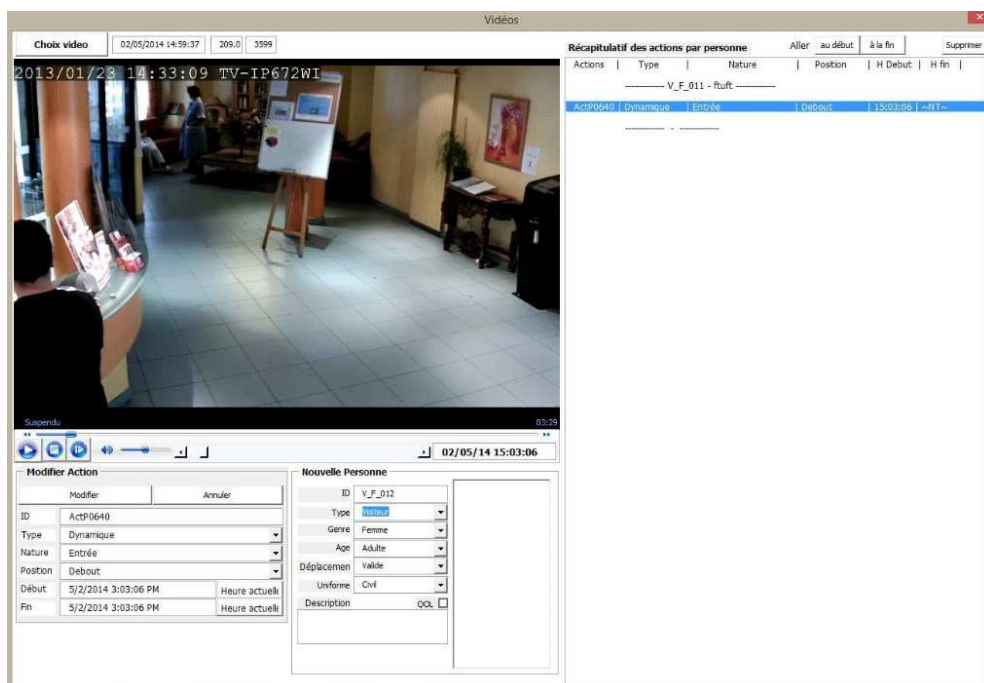 Vidéos
Choix video 02/05/2014 14:59:37 209.0 3599
Récapitulatif des actions par personne Aller au début à la fin Supprimer
Actions | Type | Nature | Position | H Debut | H fin |
------------- V_F_011 - ftuft -------------
ActP0640 | Dynamique | Entrée | Debout | 15:03:06 | ~NT~
------------- - -------------
2013/01/23 14:33:09 TV-IP672WI
Suspendu 03:29
02/05/14 15:03:06
Modifier Action
Modifier Annuler
ID ActP0640
Type Dynamique
Nature Entrée
Position Debout
Début 5/2/2014 3:03:06 PM Heure actuelle
Fin 5/2/2014 3:03:06 PM Heure actuelle
Nouvelle Personne
ID V_F_012
Type Visiteur
Genre Femme
Age Adulte
Déplacemen Valide
Uniforme Civil
Description QOL